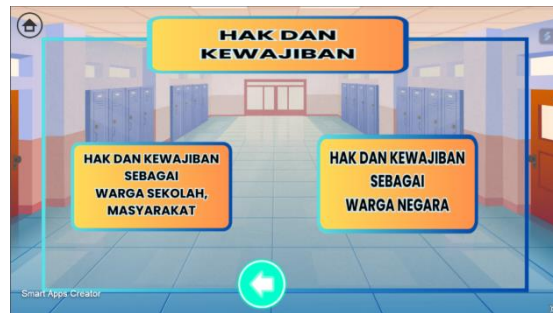 HAK DAN
KEWAJIBAN
HAK DAN KEWAJIBAN
SEBAGAI
WARGA SEKOLAH,
MASYARAKAT
HAK DAN KEWAJIBAN
SEBAGAI
WARGA NEGARA
Smart Apps Creator